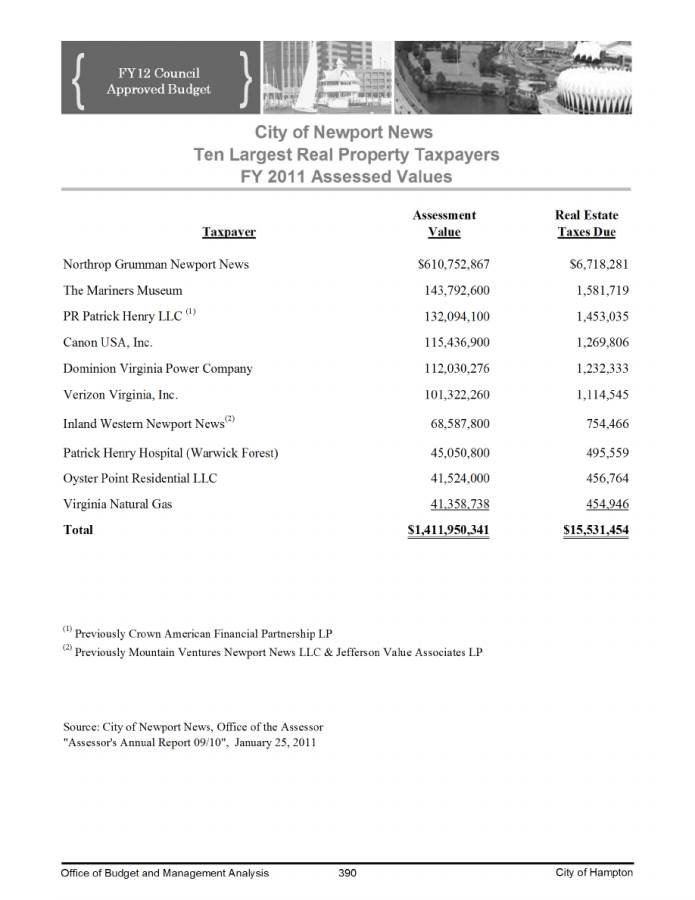 FY12 Council
Approved Budget
City of Newport News
Ten Largest Real Property Taxpayers
FY 2011 Assessed Values
Assessment Real Estate
Taxpayer Value Taxes Due
Northrop Grumman Newport News $610,752,867 $6,718,281
The Mariners Museum 143,792,600 1,581,719
PR Patrick Henry LLC (1) 132,094,100 1,453,035
Canon USA, Inc. 115,436,900 1,269,806
Dominion Virginia Power Company 112,030,276 1,232,333
Verizon Virginia, Inc. 101,322,260 1,114,545
Inland Western Newport News(2) 68,587,800 754,466
Patrick Henry Hospital (Warwick Forest) 45,050,800 495,559
Oyster Point Residential LLC 41,524,000 456,764
Virginia Natural Gas 41,358,738 454,946
Total $1,411,950,341 $15,531,454
(1) Previously Crown American Financial Partnership LP
(2) Previously Mountain Ventures Newport News LLC & Jefferson Value Associates LP
Source: City of Newport News, Office of the Assessor
"Assessor's Annual Report 09/10", January 25, 2011
Office of Budget and Management Analysis 390 City of Hampton